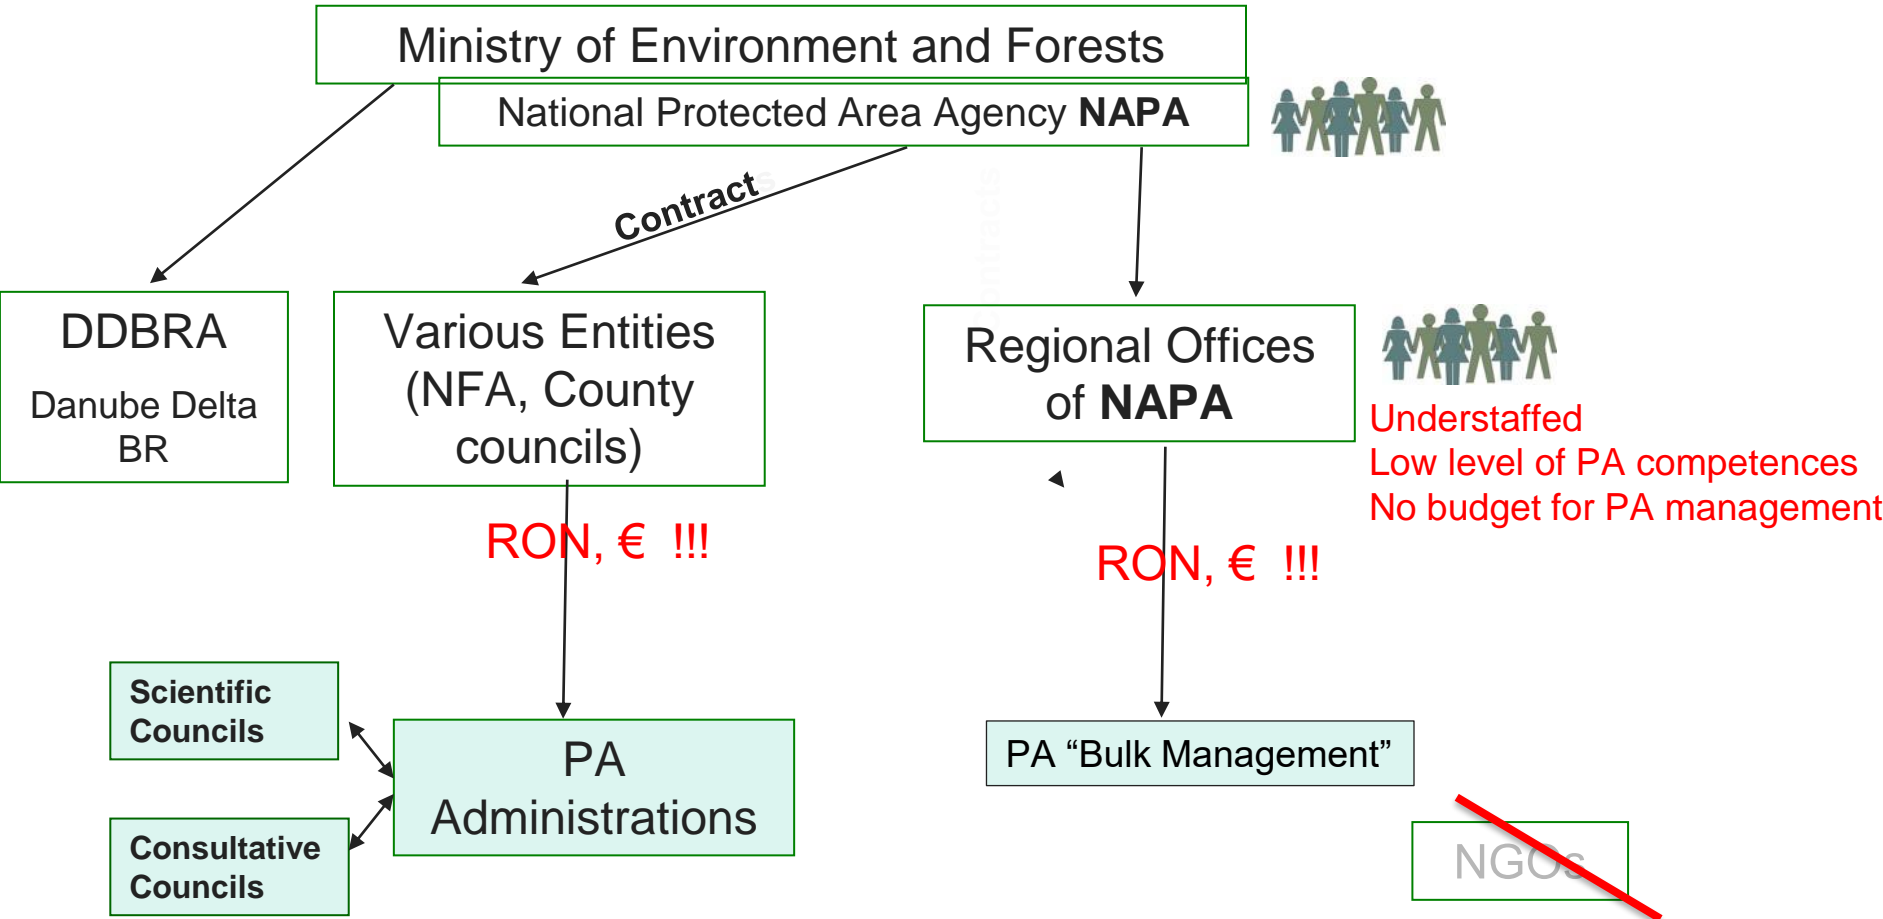 Ministry of Environment and Forests
National Protected Area Agency NAPA
Contracts
contracts
DDBRA
Danube Delta
BR
Various Entities
(NFA, County
councils)
Regional Offices
of NAPA
Understaffed
Low level of PA competences
No budget for PA management
RON, € !!!
RON, € !!!
Scientific
Councils
PA
Administrations
PA “Bulk Management”
Consultative
Councils
NGOs